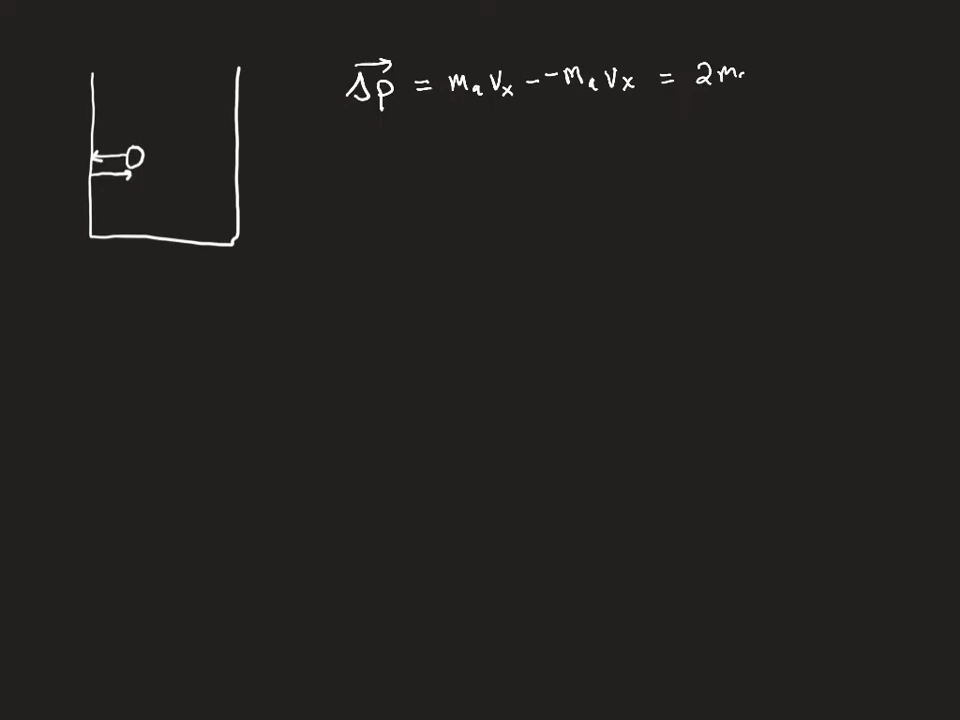 Δp⃗ = mₐvₓ - -mₐvₓ = 2m